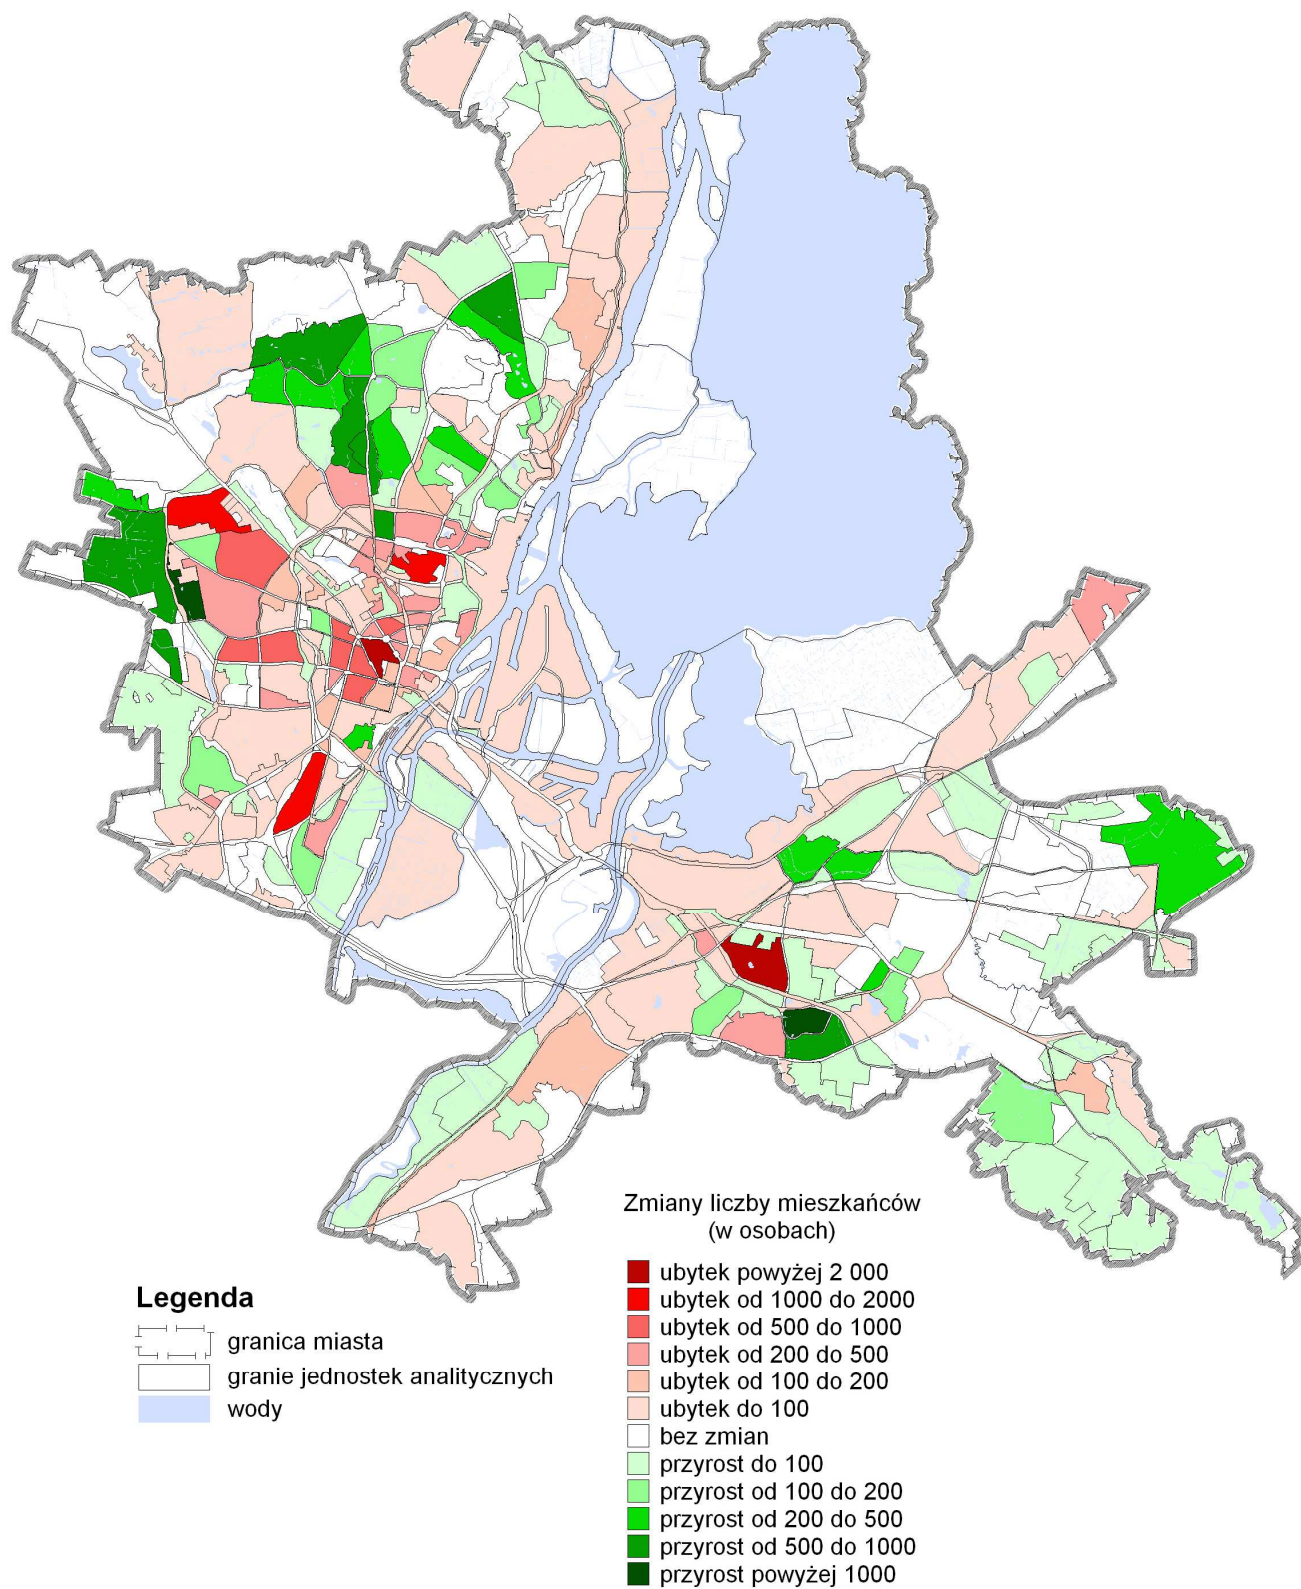 Zmiany liczby mieszkańców
(w osobach)
ubytek powyżej 2 000
ubytek od 1000 do 2000
ubytek od 500 do 1000
ubytek od 200 do 500
ubytek od 100 do 200
ubytek do 100
bez zmian
przyrost do 100
przyrost od 100 do 200
przyrost od 200 do 500
przyrost od 500 do 1000
przyrost powyżej 1000
Legenda
granica miasta
granie jednostek analitycznych
wody